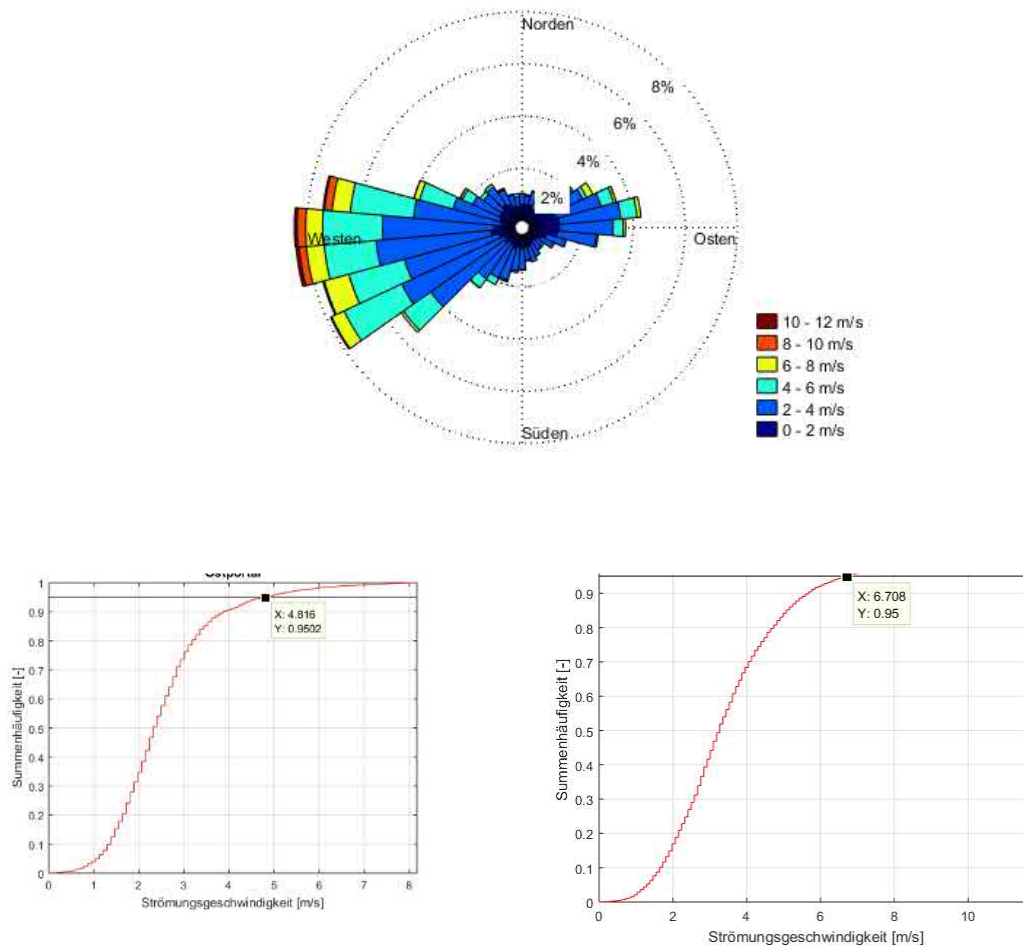 Norden
8%
6%
4%
2%
Westen
Osten
Süden
10 - 12 m/s
8 - 10 m/s
6 - 8 m/s
4 - 6 m/s
2 - 4 m/s
0 - 2 m/s
Ostportal
1
0.9
0.8
0.7
0.6
0.5
0.4
0.3
0.2
0.1
0
Summenhäufigkeit [-]
X: 4.816
Y: 0.9502
0 1 2 3 4 5 6 7 8
Strömungsgeschwindigkeit [m/s]
0.9
0.8
0.7
0.6
0.5
0.4
0.3
0.2
0.1
0
Summenhäufigkeit [-]
X: 6.708
Y: 0.95
0 2 4 6 8 10
Strömungsgeschwindigkeit [m/s]